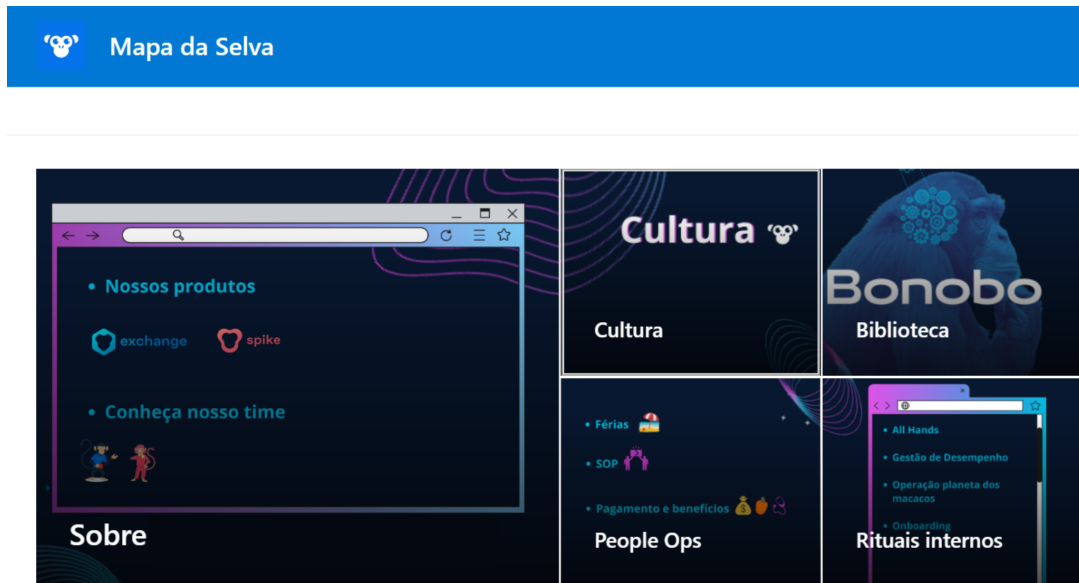 Mapa da Selva
• Nossos produtos
exchange spike
• Conheça nosso time
Sobre
Cultura
Cultura
Bonobo
Biblioteca
• Férias
• SOP
• Pagamento e benefícios
People Ops
• All Hands
• Gestão de Desempenho
• Operação planeta dos
macacos
• Onboarding
Rituais internos